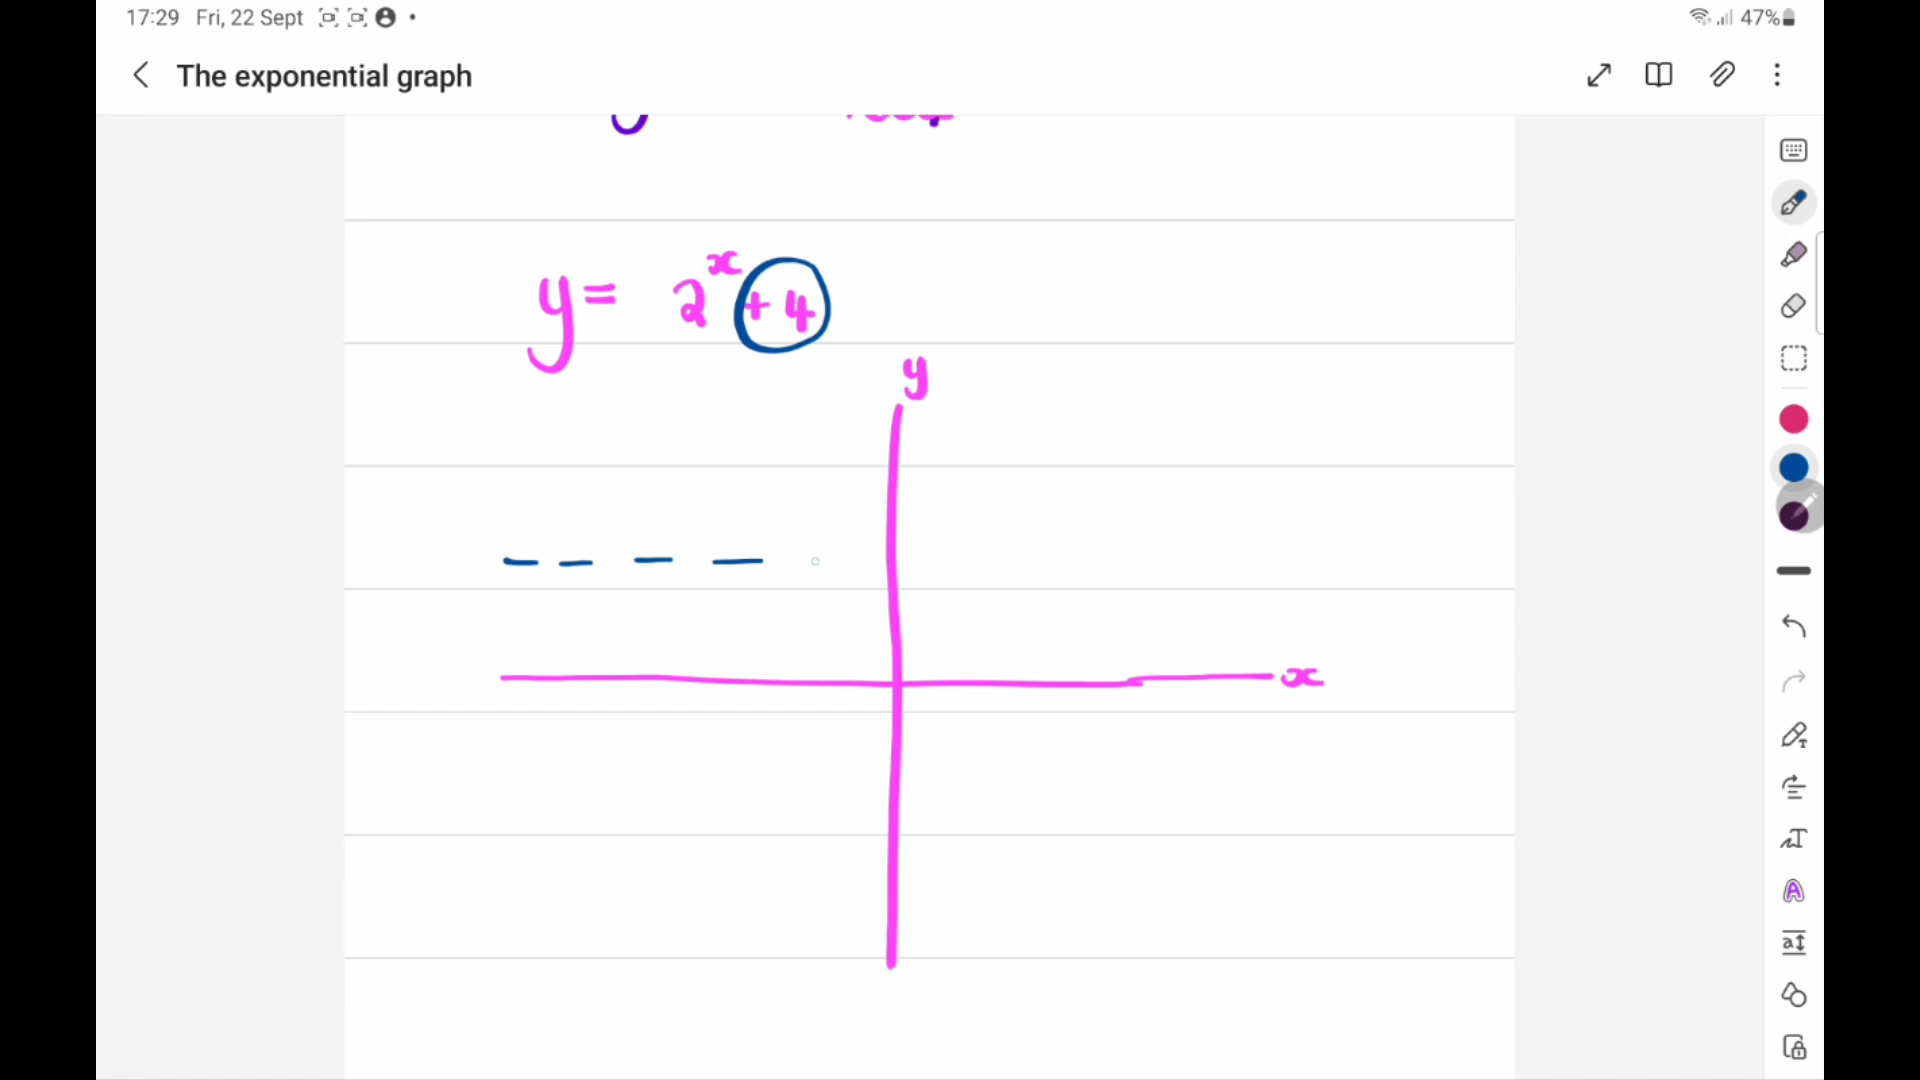 17:29 Fri, 22 Sept 47%
The exponential graph
y = 2^x + 4
y
x